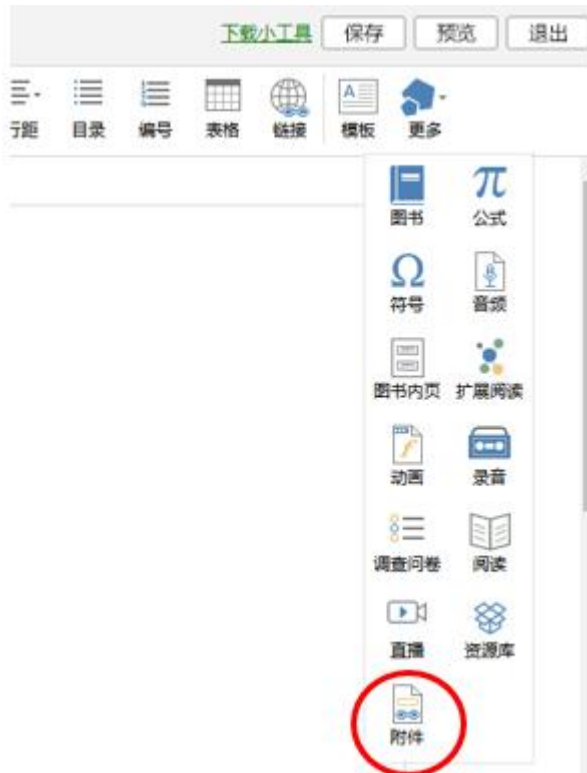 下载小工具 保存 预览 退出
行距 目录 编号 表格 链接 模板 更多
图书 公式
符号 音频
图书内页 扩展阅读
动画 录音
调查问卷 阅读
直播 资源库
附件